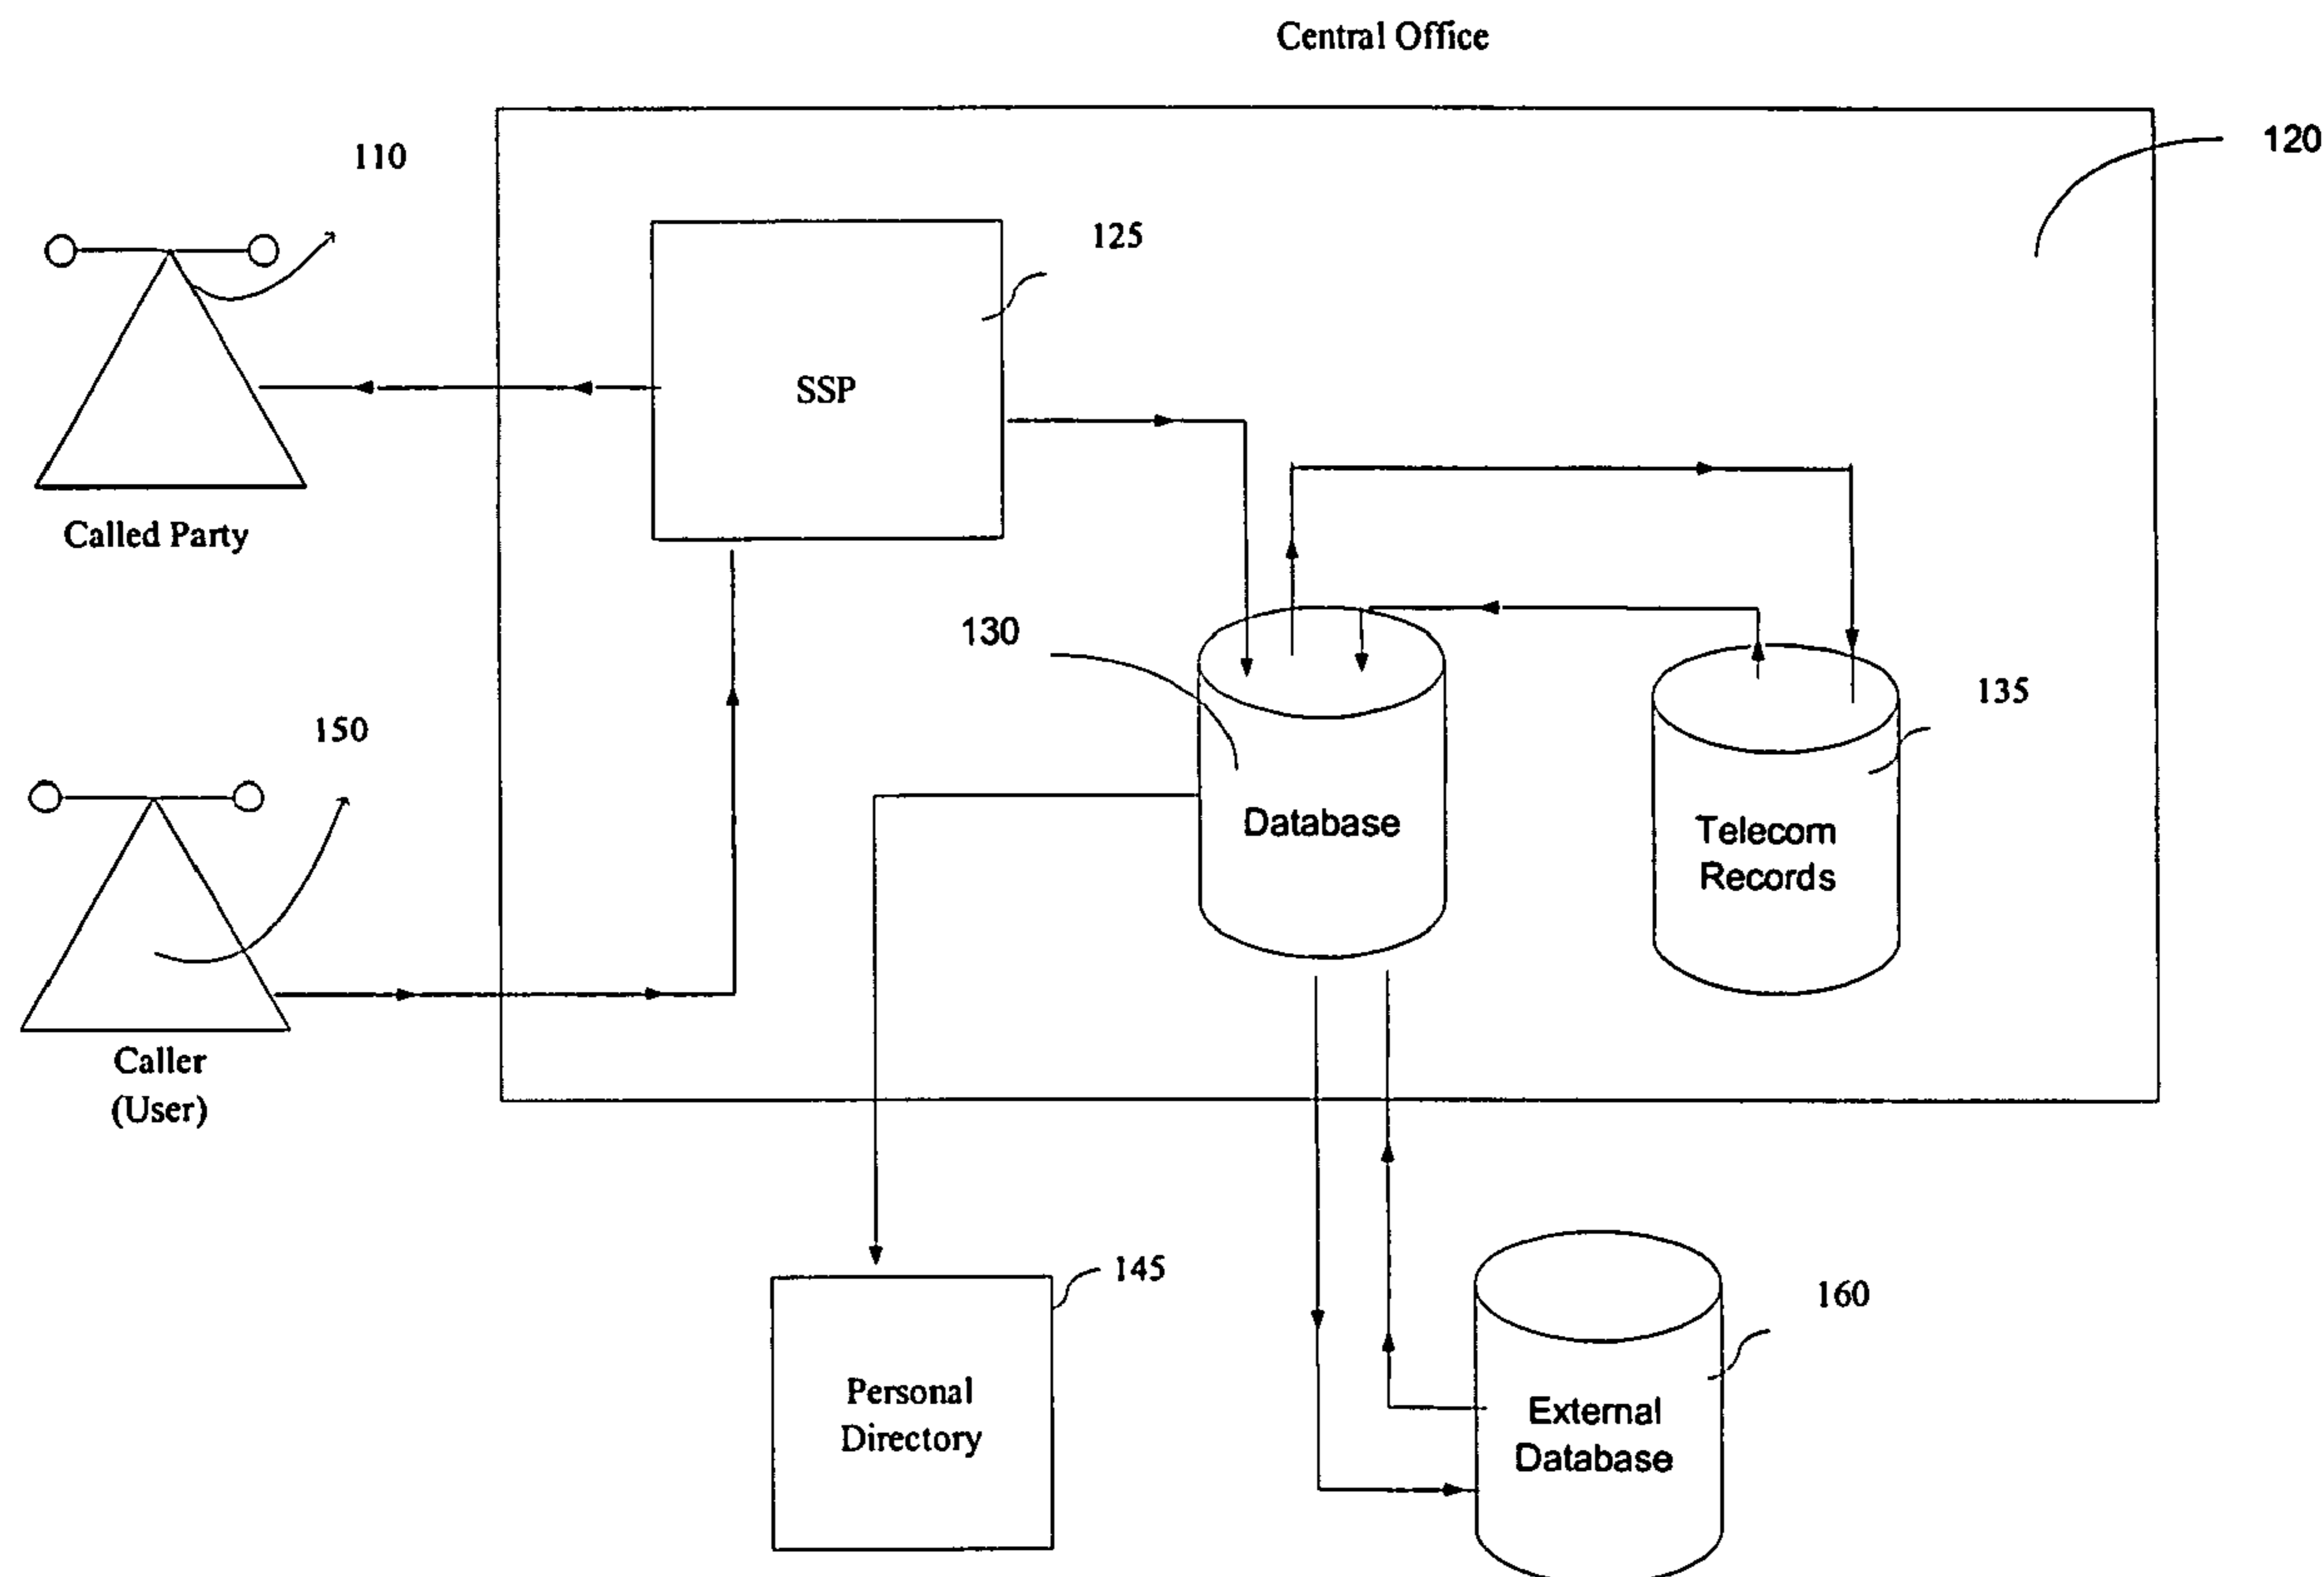 Central Office
110
120
125
SSP
Called Party
130
135
150
Database
Telecom
Records
Caller
(User)
145
160
Personal
Directory
External
Database